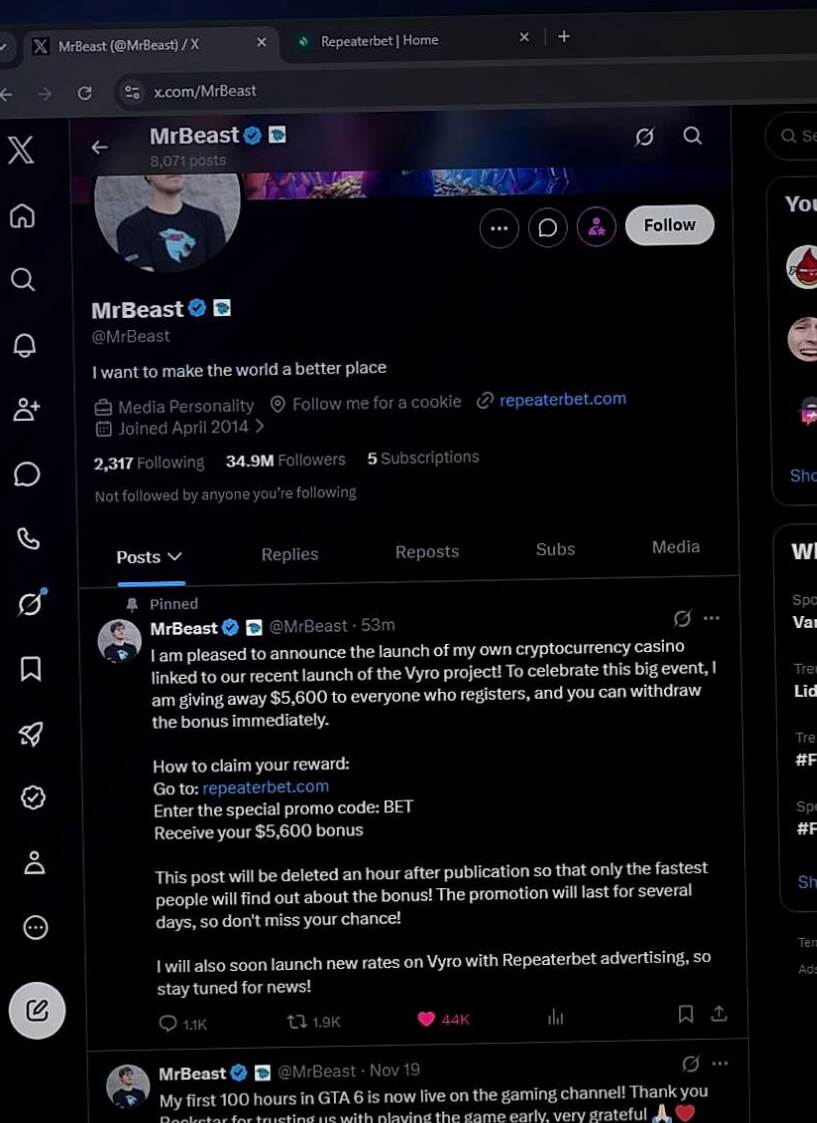 MrBeast (@MrBeast) / X
Repeaterbet | Home
x.com/MrBeast
MrBeast
8,071 posts
Follow
MrBeast
@MrBeast
I want to make the world a better place
Media Personality Follow me for a cookie repeaterbet.com
Joined April 2014
2,317 Following 34.9M Followers 5 Subscriptions
Not followed by anyone you're following
Posts Replies Reposts Subs Media
Pinned
MrBeast @MrBeast · 53m
I am pleased to announce the launch of my own cryptocurrency casino
linked to our recent launch of the Vyro project! To celebrate this big event, I
am giving away $5,600 to everyone who registers, and you can withdraw
the bonus immediately.
How to claim your reward:
Go to: repeaterbet.com
Enter the special promo code: BET
Receive your $5,600 bonus
This post will be deleted an hour after publication so that only the fastest
people will find out about the bonus! The promotion will last for several
days, so don't miss your chance!
I will also soon launch new rates on Vyro with Repeaterbet advertising, so
stay tuned for news!
1.1K 1.9K 44K
MrBeast @MrBeast · Nov 19
My first 100 hours in GTA 6 is now live on the gaming channel! Thank you
Rockstar for trusting us with playing the game early, very grateful 🙏🏻❤️